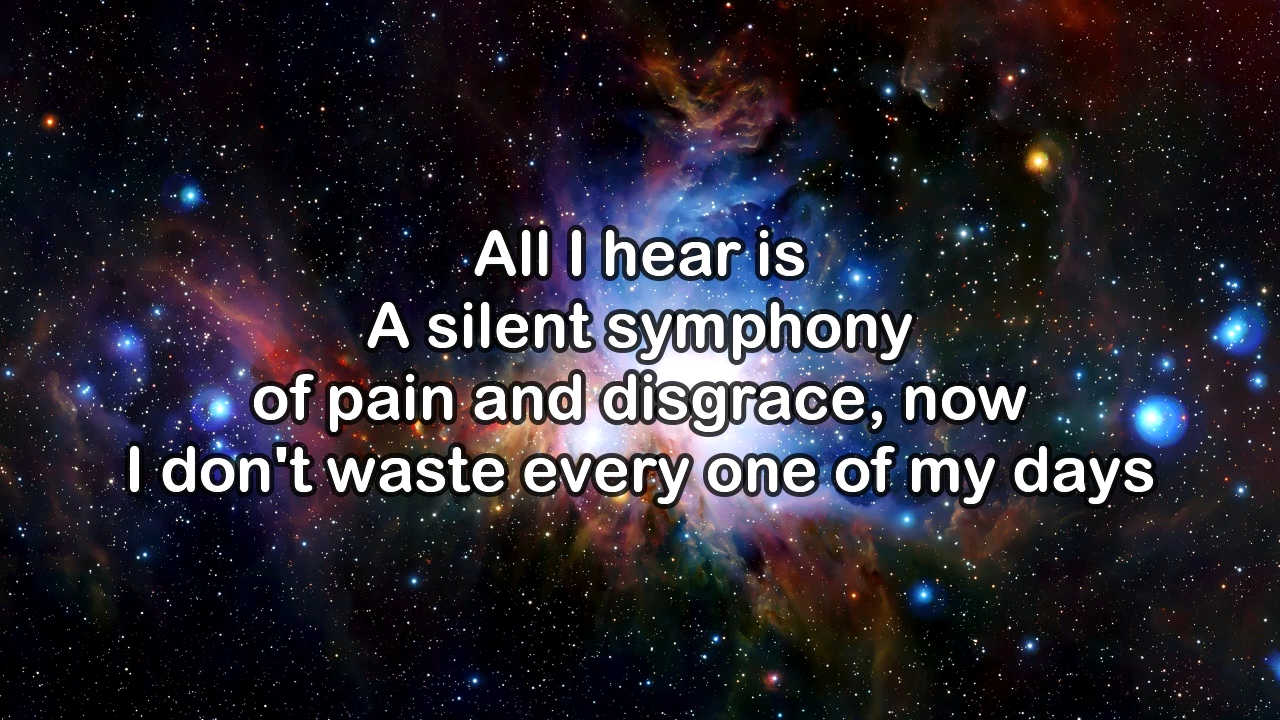 All I hear is
A silent symphony
of pain and disgrace, now
I don't waste every one of my days